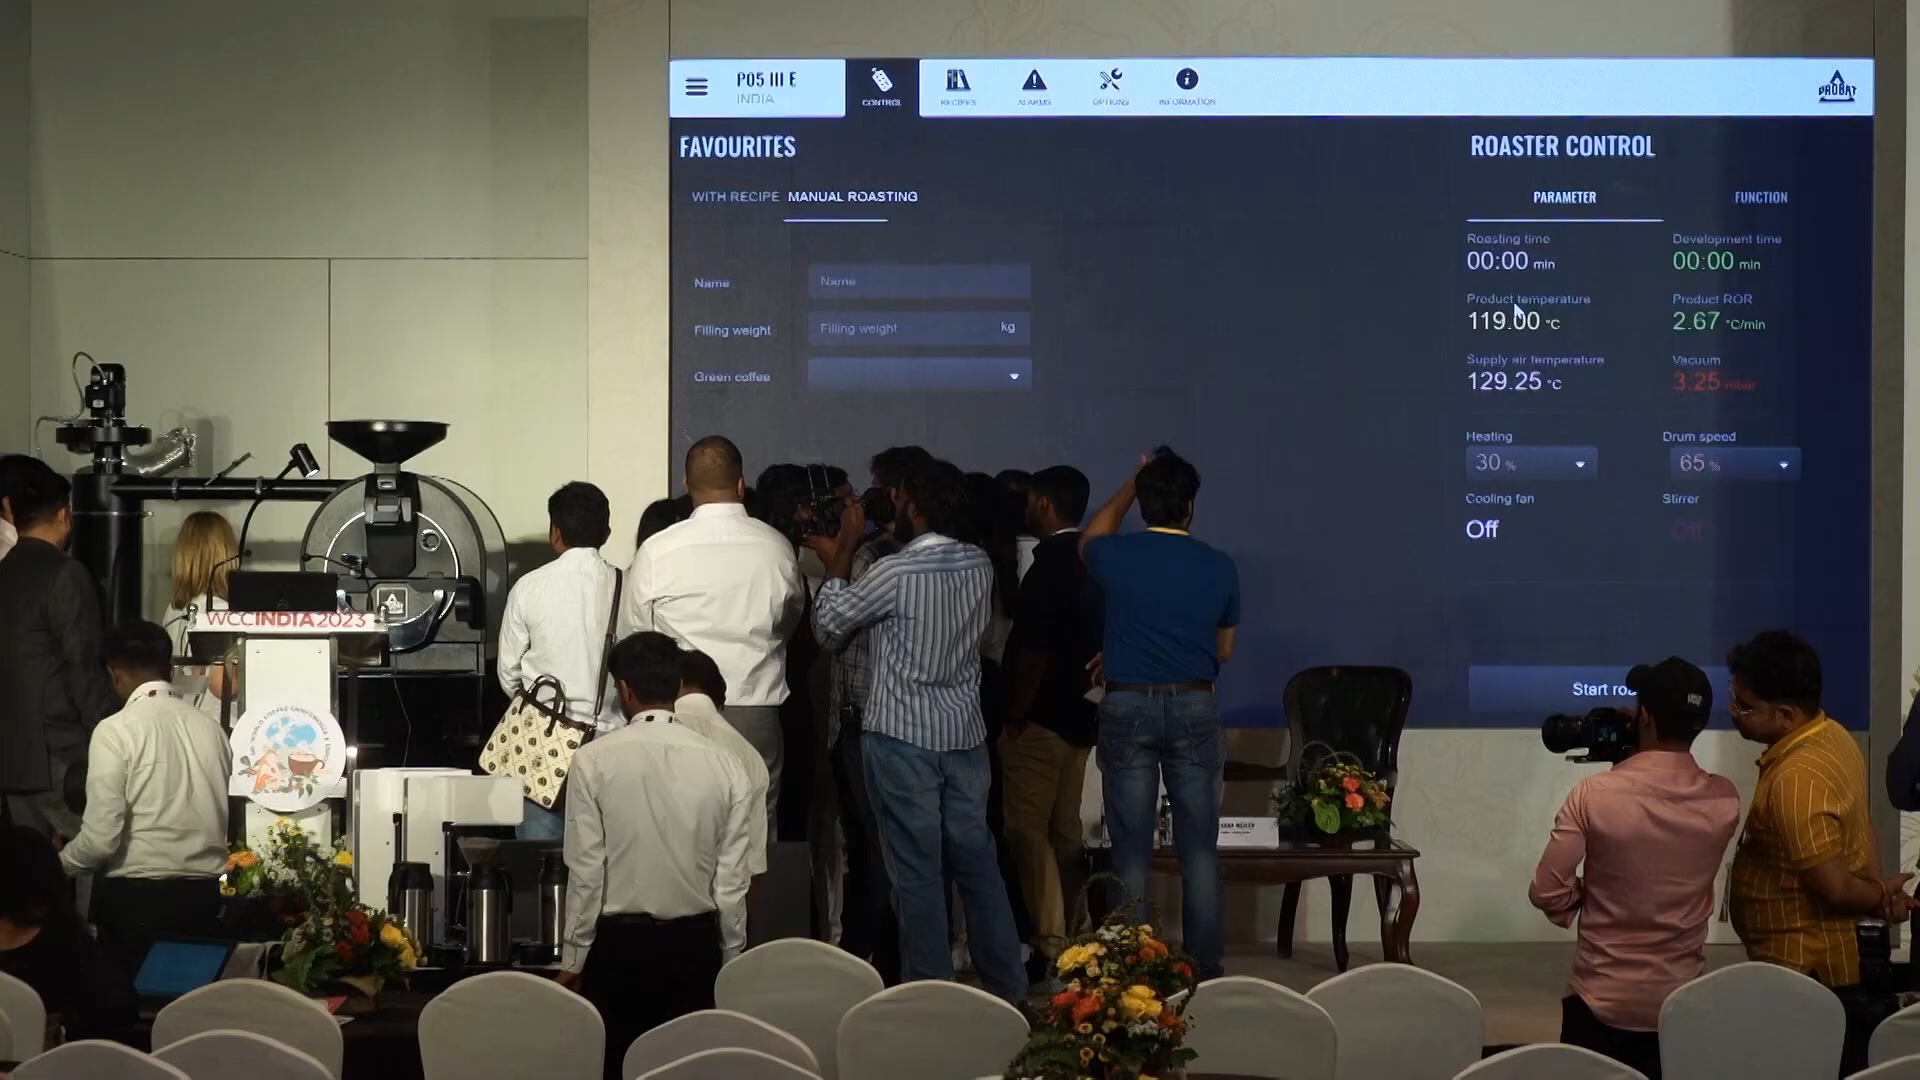 P05 III E
INDIA
CONTROL
RECIPES
ALARMS
OPTIONS
INFORMATION
PROBAT
FAVOURITES
WITH RECIPE
MANUAL ROASTING
Name
Name
Filling weight
Filling weight
kg
Green coffee
ROASTER CONTROL
PARAMETER
FUNCTION
Roasting time
Development time
00:00 min
00:00 min
Product temperature
Product ROR
119.00 °C
2.67 °C/min
Supply air temperature
Vacuum
129.25 °C
3.25 mbar
Heating
Drum speed
30 %
65 %
Cooling fan
Stirrer
Off
Off
Start roa
WCCINDIA2023